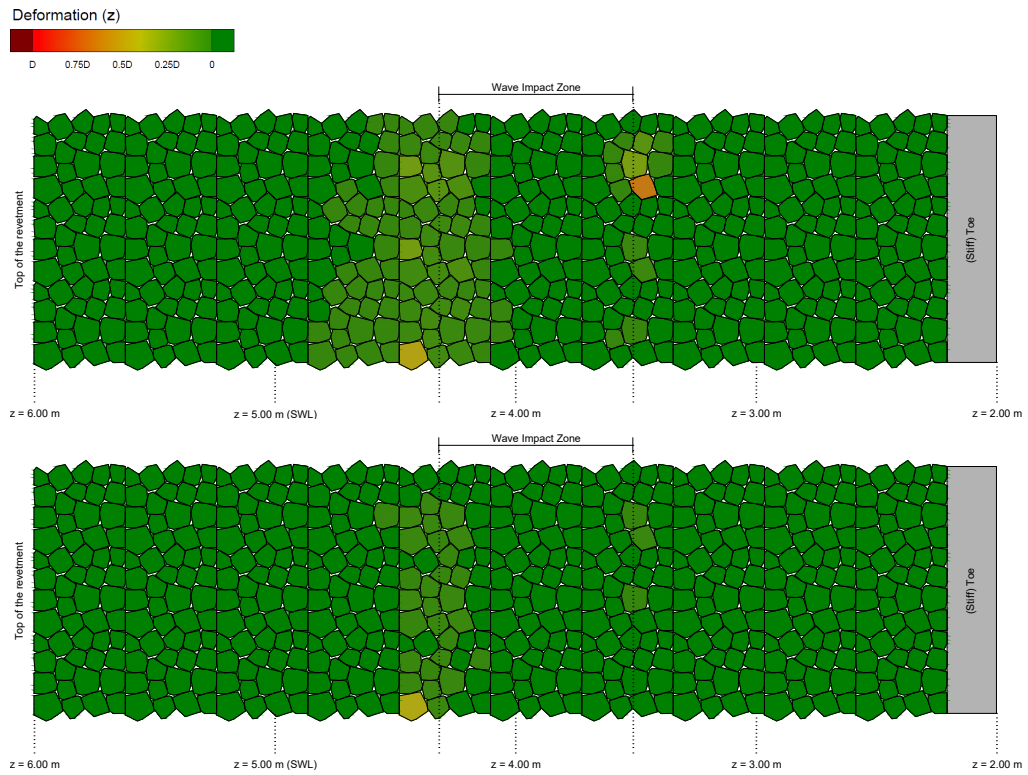 Deformation (z)
D 0.75D 0.5D 0.25D 0
Wave Impact Zone
Top of the revetment
(Stiff) Toe
z = 6.00 m z = 5.00 m (SWL) z = 4.00 m z = 3.00 m z = 2.00 m
Wave Impact Zone
Top of the revetment
(Stiff) Toe
z = 6.00 m z = 5.00 m (SWL) z = 4.00 m z = 3.00 m z = 2.00 m